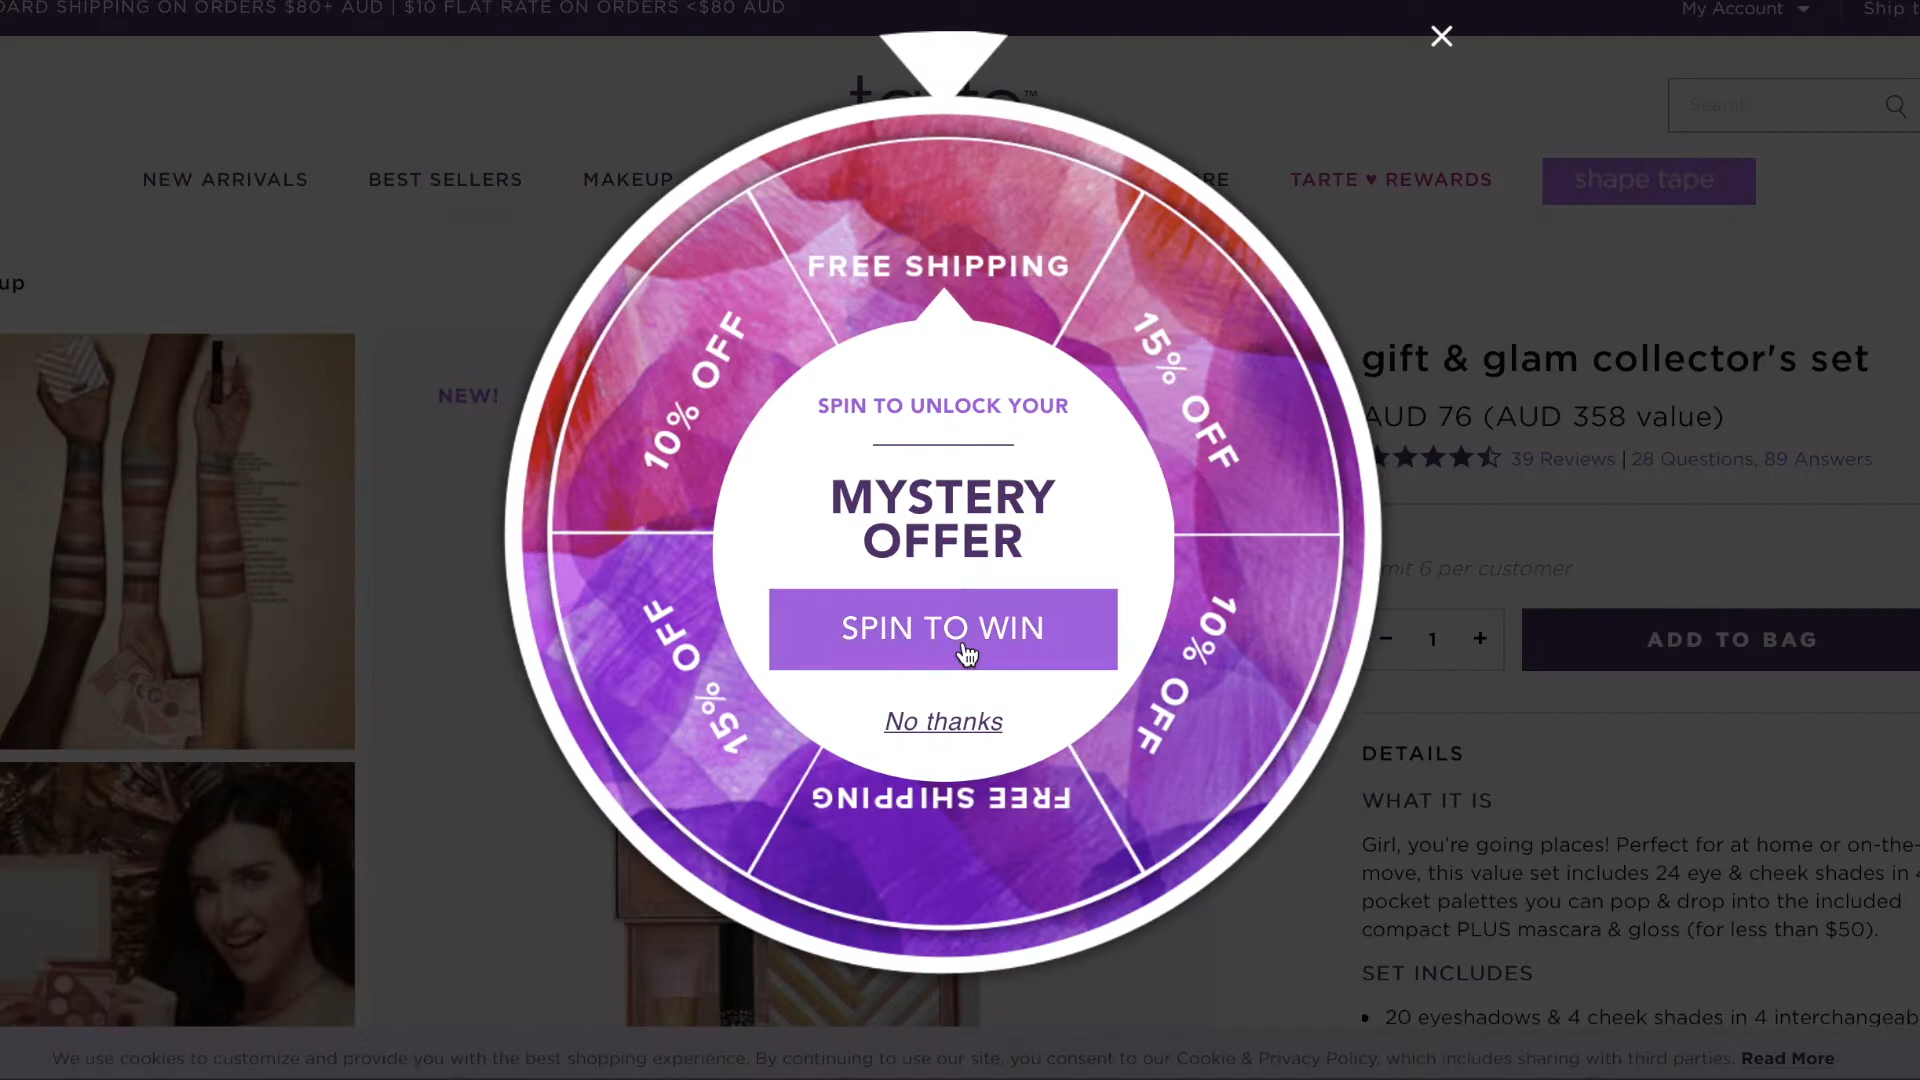 SHIPPING ON ORDERS $80+ AUD | $10 FLAT RATE ON ORDERS <$80 AUD
My Account
Ship
Search
NEW ARRIVALS
BEST SELLERS
MAKEUP
TARTE ♥ REWARDS
shape tape
up
NEW!
FREE SHIPPING
15% OFF
10% OFF
FREE SHIPPING
15% OFF
10% OFF
SPIN TO UNLOCK YOUR
MYSTERY
OFFER
SPIN TO WIN
No thanks
gift & glam collector's set
AUD 76 (AUD 358 value)
39 Reviews | 28 Questions, 89 Answers
6 per customer
− 1 +
ADD TO BAG
DETAILS
WHAT IT IS
Girl, you're going places! Perfect for at home or on-the-
move, this value set includes 24 eye & cheek shades in 4
pocket palettes you can pop & drop into the included
compact PLUS mascara & gloss (for less than $50).
SET INCLUDES
• 20 eyeshadows & 4 cheek shades in 4 interchangeab
We use cookies to customize and provide you with the best shopping experience. By continuing to use our site, you consent to our Cookie & Privacy Policy, which includes sharing with third parties. Read More